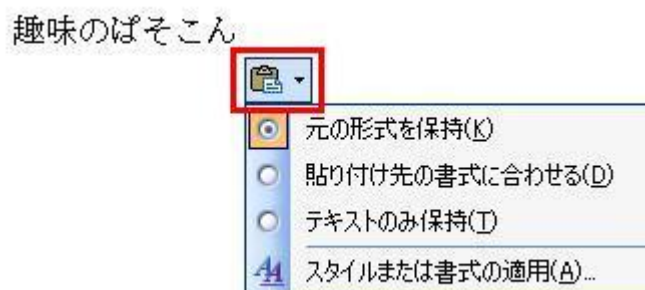 趣味のぱそこん
元の形式を保持(K)
貼り付け先の書式に合わせる(D)
テキストのみ保持(T)
スタイルまたは書式の適用(A)...